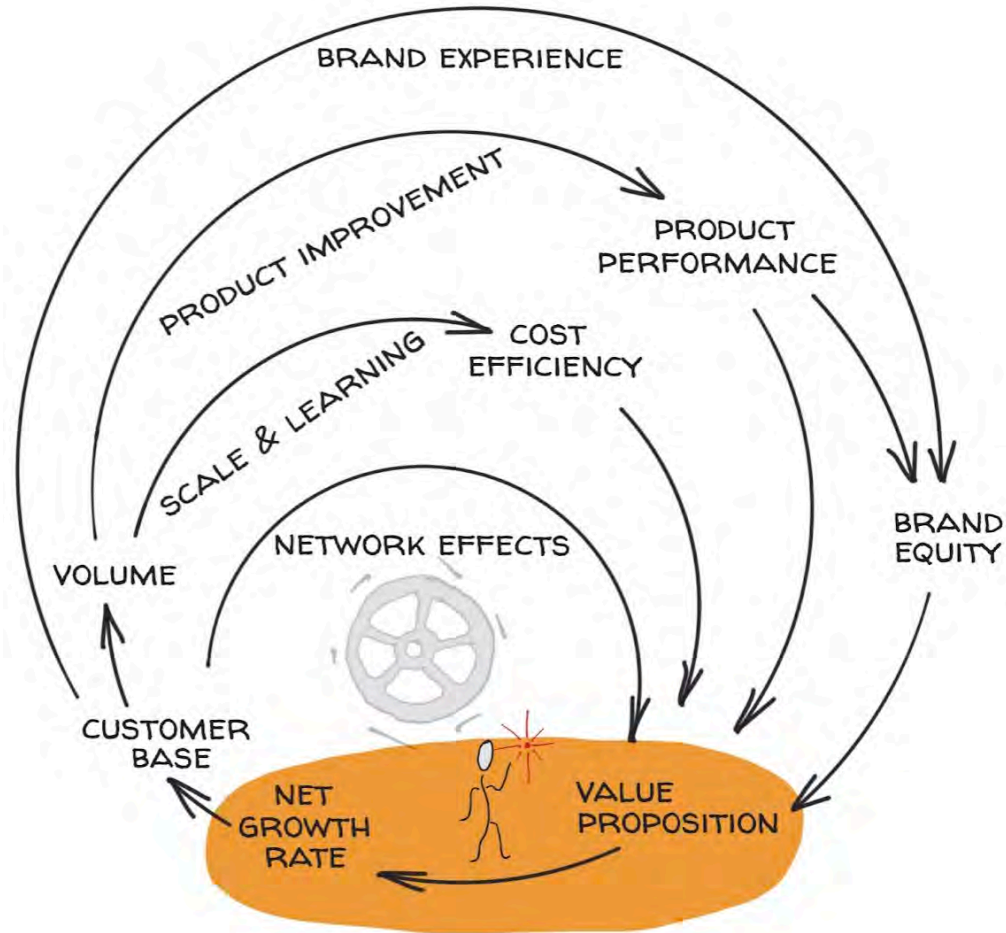 BRAND EXPERIENCE
PRODUCT IMPROVEMENT
PRODUCT
PERFORMANCE
SCALE & LEARNING
COST
EFFICIENCY
BRAND
EQUITY
NETWORK EFFECTS
VOLUME
CUSTOMER
BASE
NET
GROWTH
RATE
VALUE
PROPOSITION